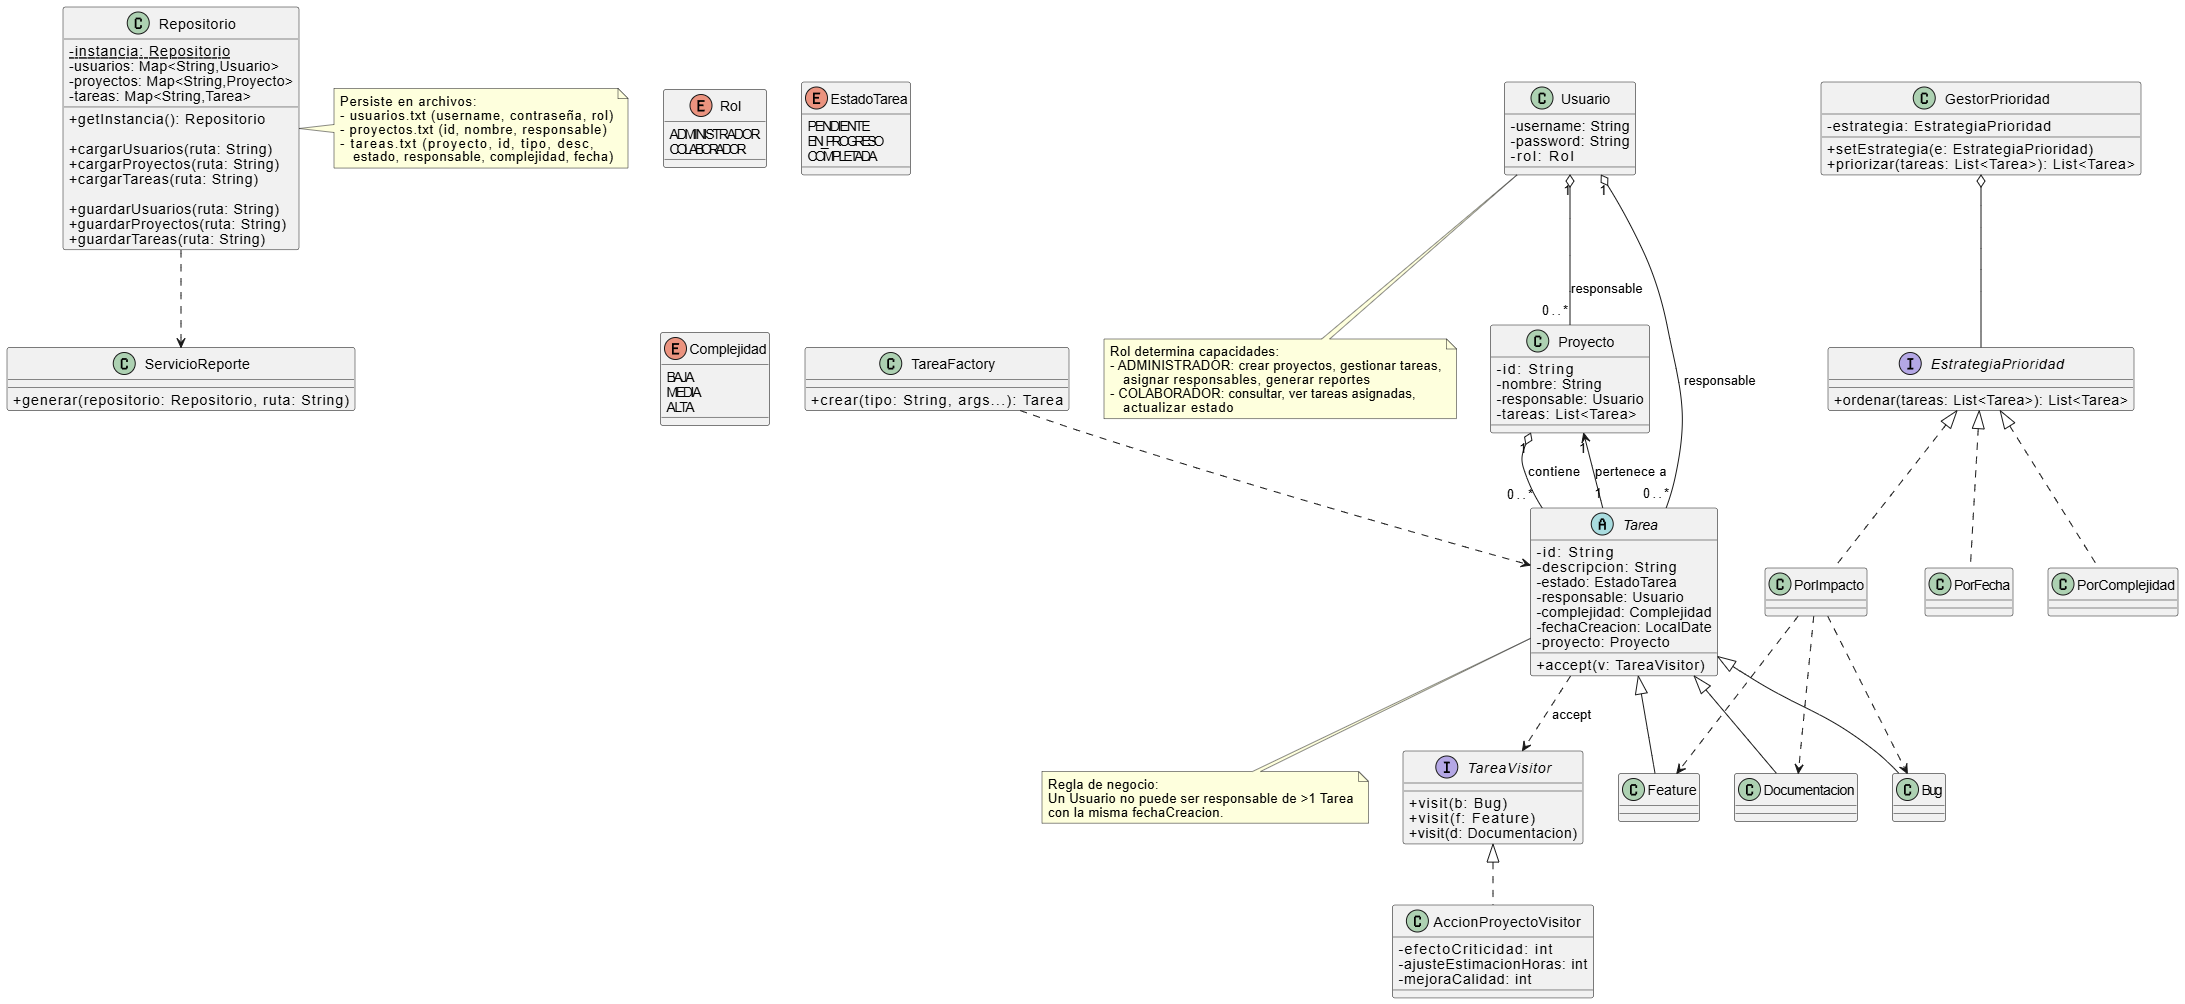 C Repositorio
-instancia: Repositorio
-usuarios: Map<String,Usuario>
-proyectos: Map<String,Proyecto>
-tareas: Map<String,Tarea>
+getInstancia(): Repositorio
+cargarUsuarios(ruta: String)
+cargarProyectos(ruta: String)
+cargarTareas(ruta: String)
+guardarUsuarios(ruta: String)
+guardarProyectos(ruta: String)
+guardarTareas(ruta: String)
Persiste en archivos:
- usuarios.txt (username, contraseña, rol)
- proyectos.txt (id, nombre, responsable)
- tareas.txt (proyecto, id, tipo, desc,
estado, responsable, complejidad, fecha)
E Rol
ADMINISTRADOR
COLABORADOR
E EstadoTarea
PENDIENTE
EN_PROGRESO
COMPLETADA
C Usuario
-username: String
-password: String
-rol: Rol
C GestorPrioridad
-estrategia: EstrategiaPrioridad
+setEstrategia(e: EstrategiaPrioridad)
+priorizar(tareas: List<Tarea>): List<Tarea>
1
1
responsable
0..*
responsable
C ServicioReporte
+generar(repositorio: Repositorio, ruta: String)
E Complejidad
BAJA
MEDIA
ALTA
C TareaFactory
+crear(tipo: String, args...): Tarea
Rol determina capacidades:
- ADMINISTRADOR: crear proyectos, gestionar tareas,
asignar responsables, generar reportes
- COLABORADOR: consultar, ver tareas asignadas,
actualizar estado
C Proyecto
-id: String
-nombre: String
-responsable: Usuario
-tareas: List<Tarea>
I EstrategiaPrioridad
+ordenar(tareas: List<Tarea>): List<Tarea>
1
1
contiene
pertenece a
0..*
1
0..*
A Tarea
-id: String
-descripcion: String
-estado: EstadoTarea
-responsable: Usuario
-complejidad: Complejidad
-fechaCreacion: LocalDate
-proyecto: Proyecto
+accept(v: TareaVisitor)
C PorImpacto
C PorFecha
C PorComplejidad
accept
Regla de negocio:
Un Usuario no puede ser responsable de >1 Tarea
con la misma fechaCreacion.
I TareaVisitor
+visit(b: Bug)
+visit(f: Feature)
+visit(d: Documentacion)
C Feature
C Documentacion
C Bug
C AccionProyectoVisitor
-efectoCriticidad: int
-ajusteEstimacionHoras: int
-mejoraCalidad: int